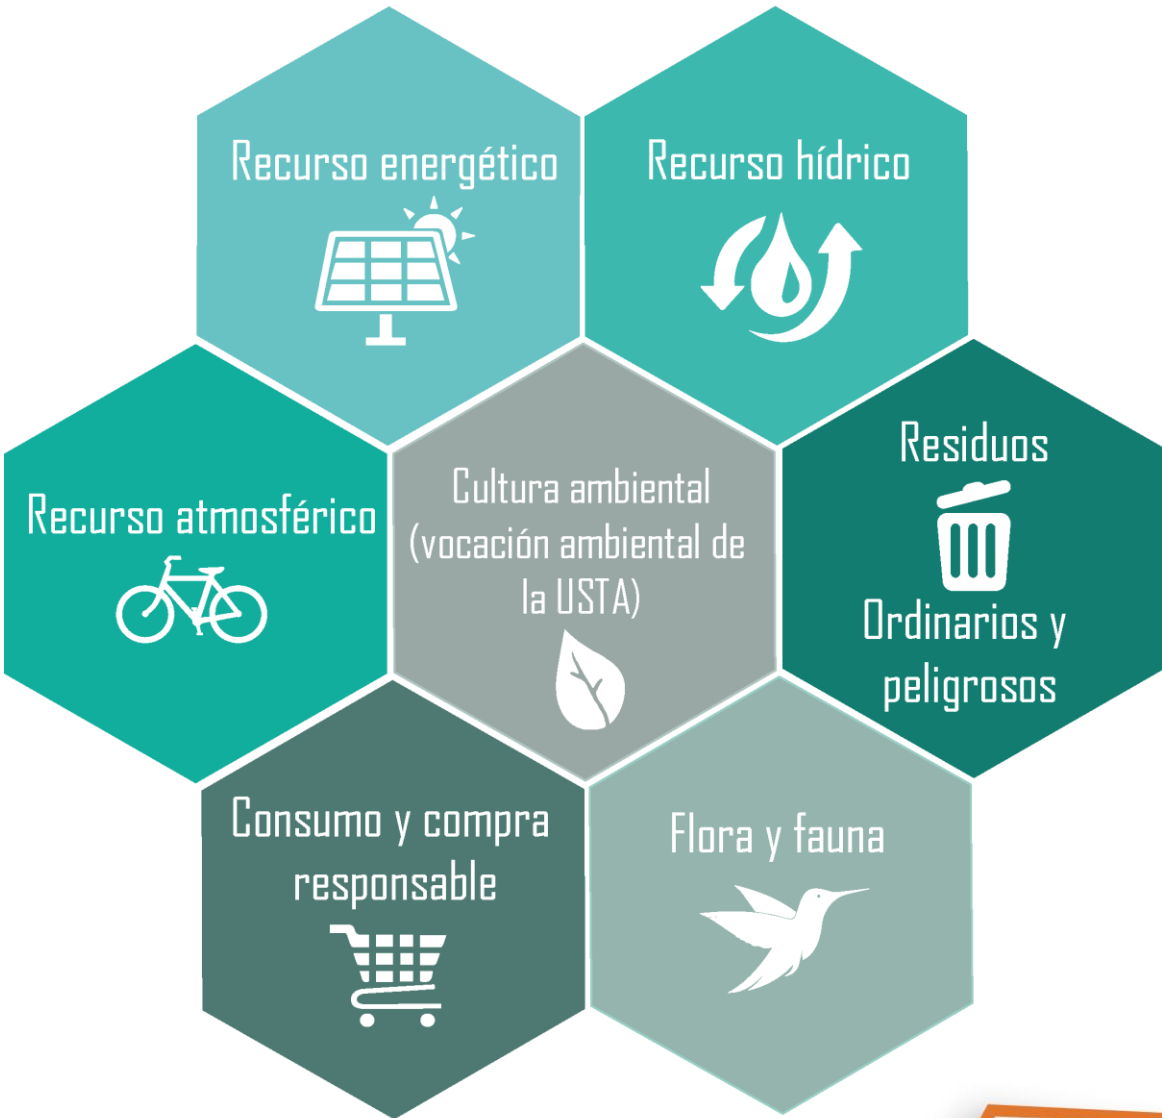 Recurso energético
Recurso hídrico
Recurso atmosférico
Cultura ambiental
(vocación ambiental de
la USTA)
Residuos
Ordinarios y
peligrosos
Consumo y compra
responsable
Flora y fauna